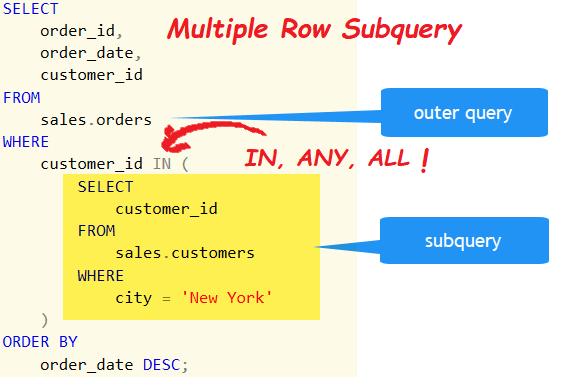 SELECT
order_id,
Multiple Row Subquery
order_date,
customer_id
FROM
sales.orders
outer query
WHERE
customer_id IN (
IN, ANY, ALL !
SELECT
customer_id
FROM
sales.customers
subquery
WHERE
city = 'New York'
)
ORDER BY
order_date DESC;